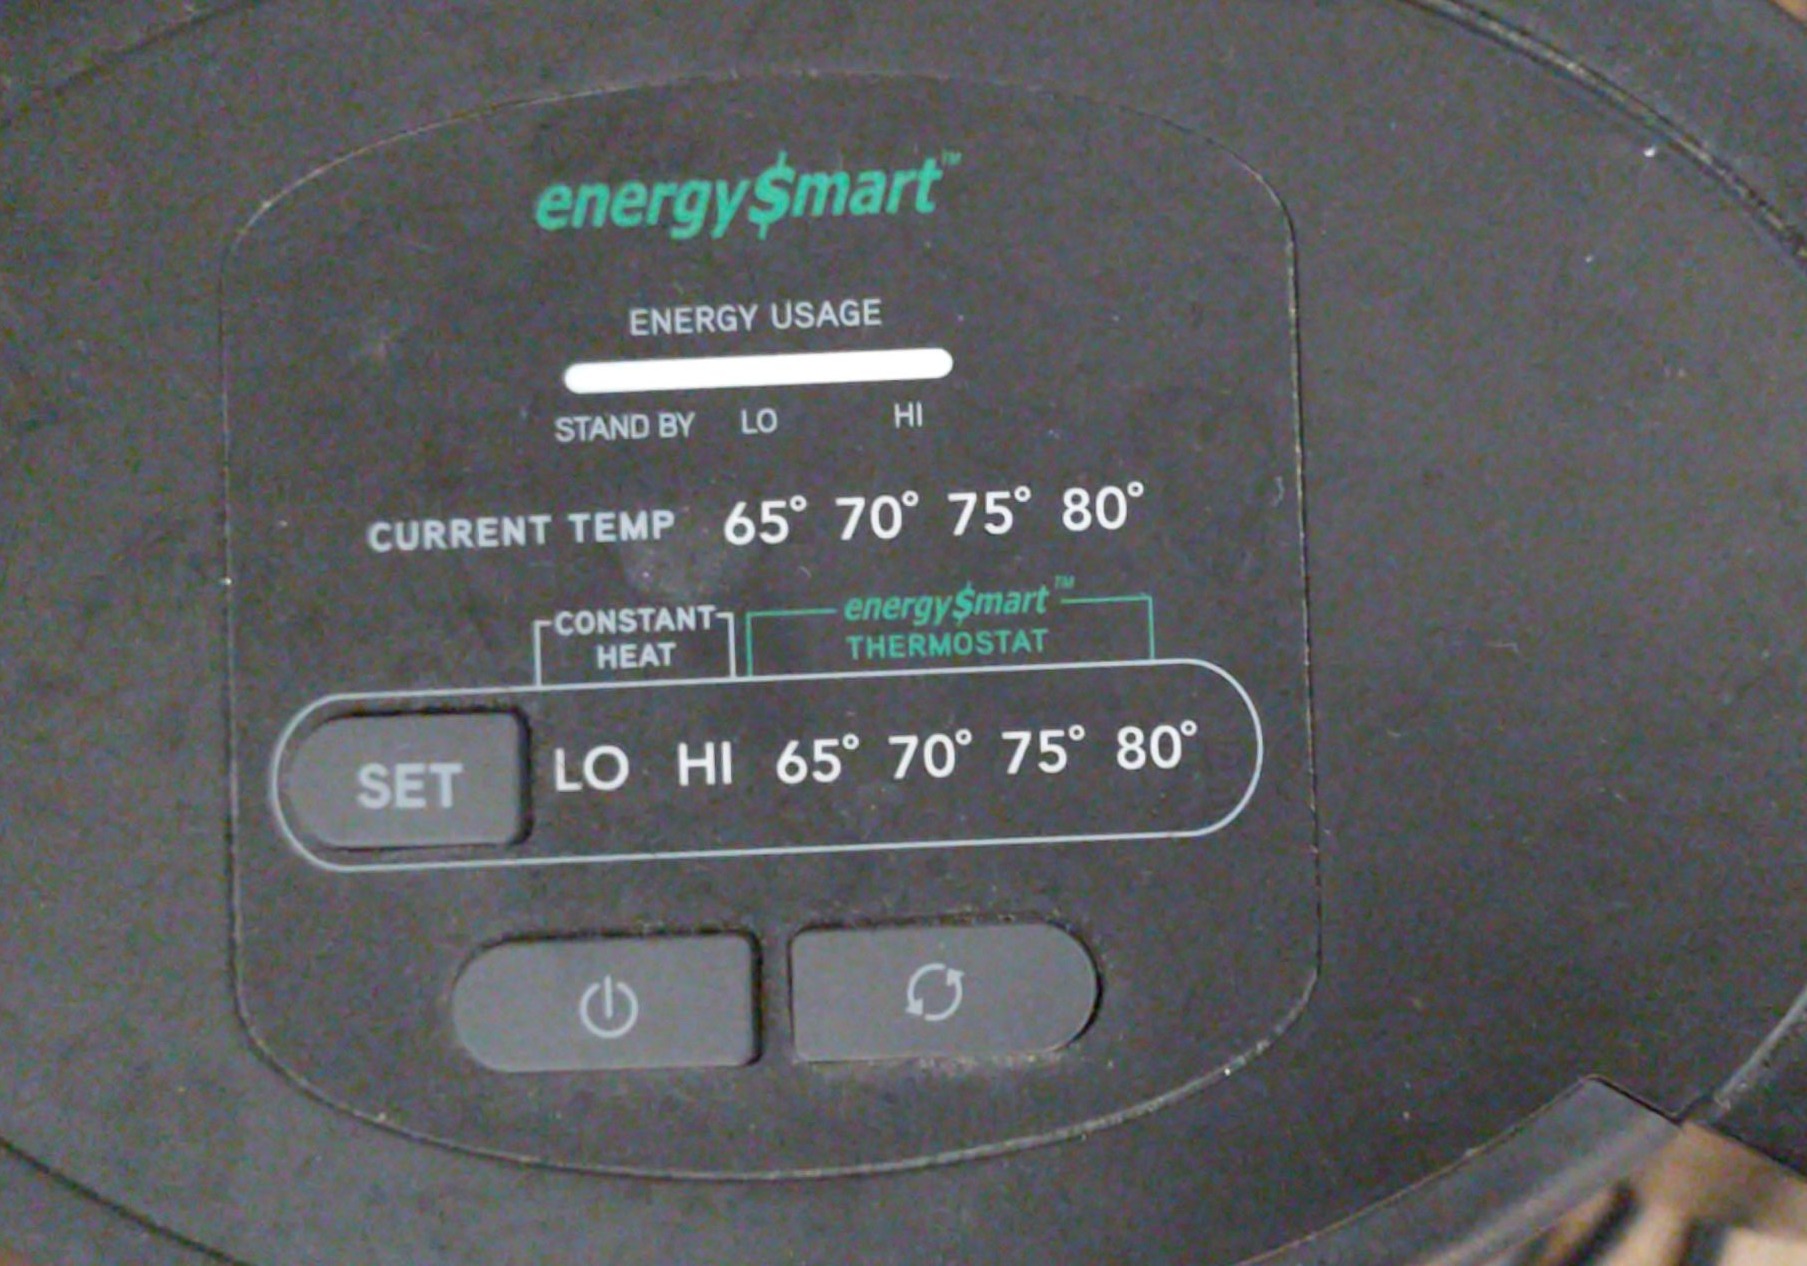 energy$mart™
ENERGY USAGE
STAND BY LO HI
CURRENT TEMP 65° 70° 75° 80°
CONSTANT HEAT
energy$mart™ THERMOSTAT
SET LO HI 65° 70° 75° 80°